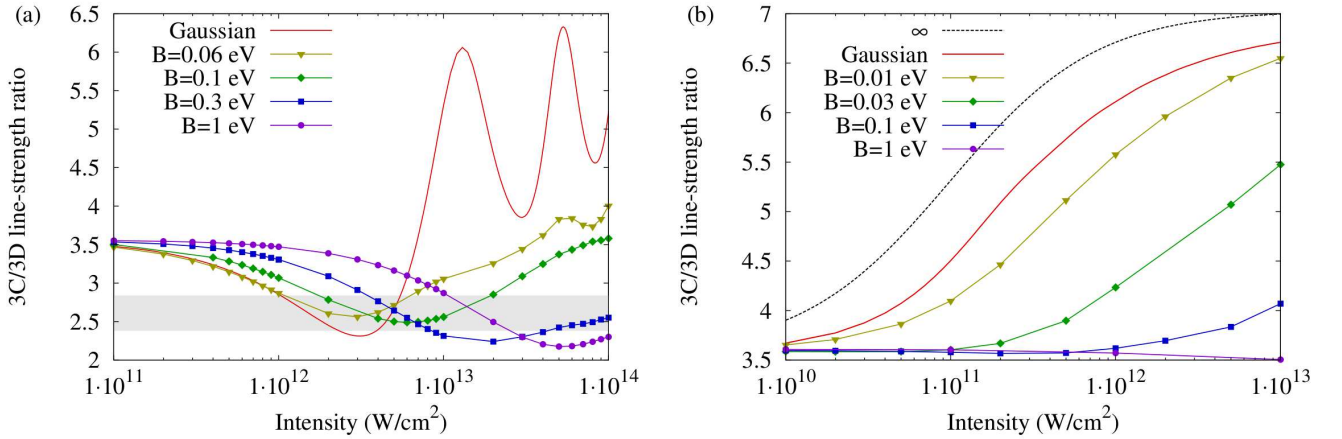 (a)
3C/3D line-strength ratio
6.5
6
5.5
5
4.5
4
3.5
3
2.5
2
Gaussian
B=0.06 eV
B=0.1 eV
B=0.3 eV
B=1 eV
1·10¹¹ 1·10¹² 1·10¹³ 1·10¹⁴
Intensity (W/cm²)
(b)
3C/3D line-strength ratio
7
6.5
6
5.5
5
4.5
4
3.5
∞
Gaussian
B=0.01 eV
B=0.03 eV
B=0.1 eV
B=1 eV
1·10¹⁰ 1·10¹¹ 1·10¹² 1·10¹³
Intensity (W/cm²)